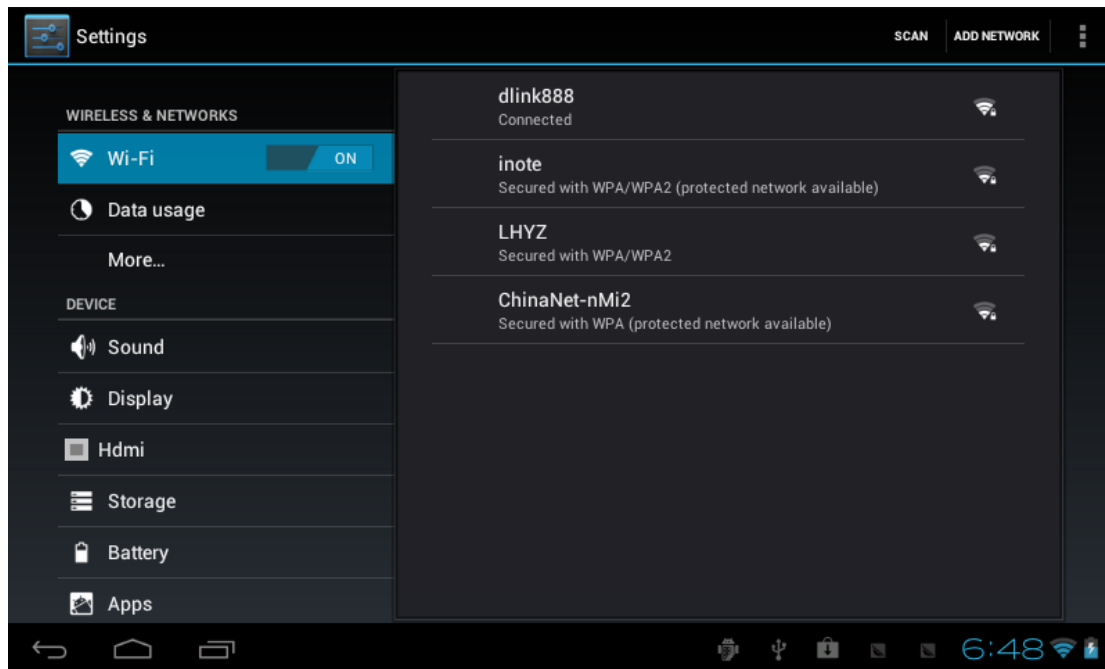 Settings
SCAN ADD NETWORK
WIRELESS & NETWORKS
Wi-Fi ON
Data usage
More...
DEVICE
Sound
Display
Hdmi
Storage
Battery
Apps
dlink888
Connected
inote
Secured with WPA/WPA2 (protected network available)
LHYZ
Secured with WPA/WPA2
ChinaNet-nMi2
Secured with WPA (protected network available)
6:48